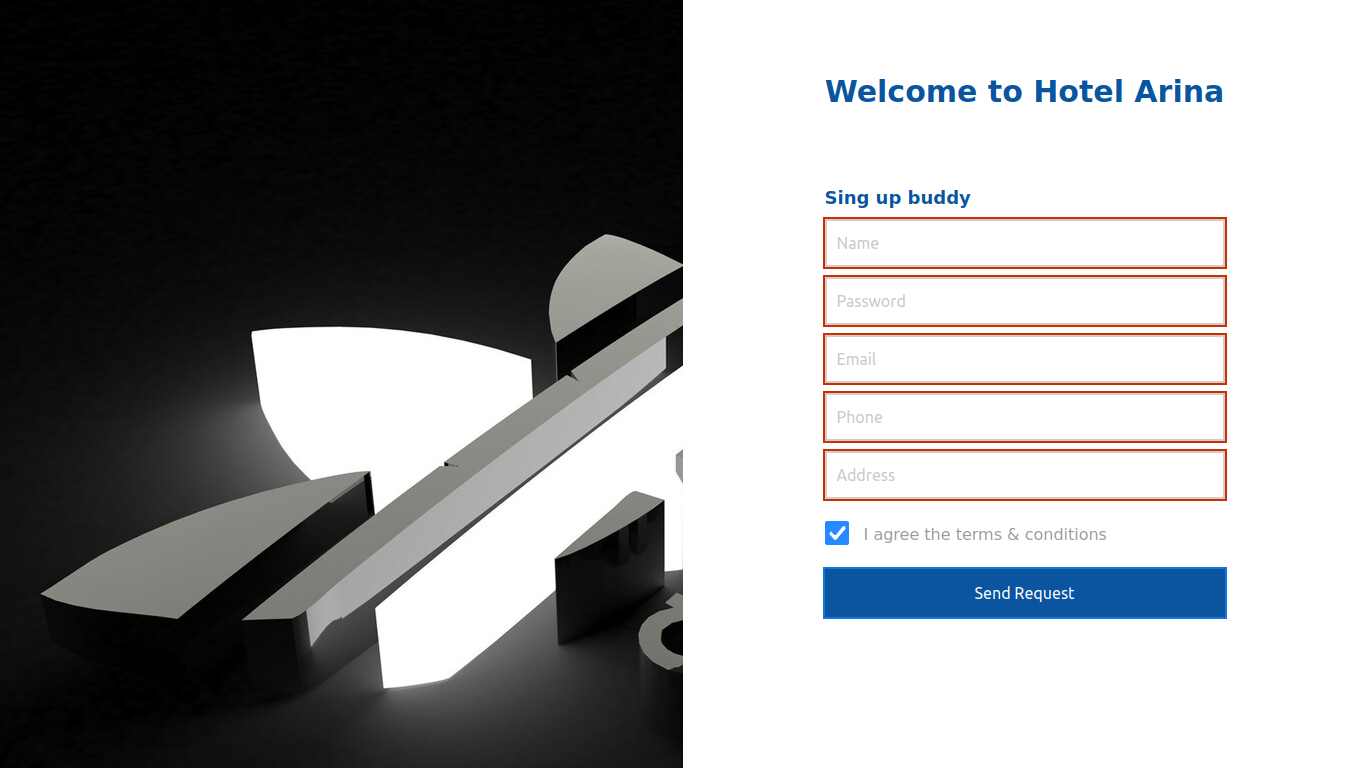 Welcome to Hotel Arina
Sing up buddy
Name
Password
Email
Phone
Address
I agree the terms & conditions
Send Request